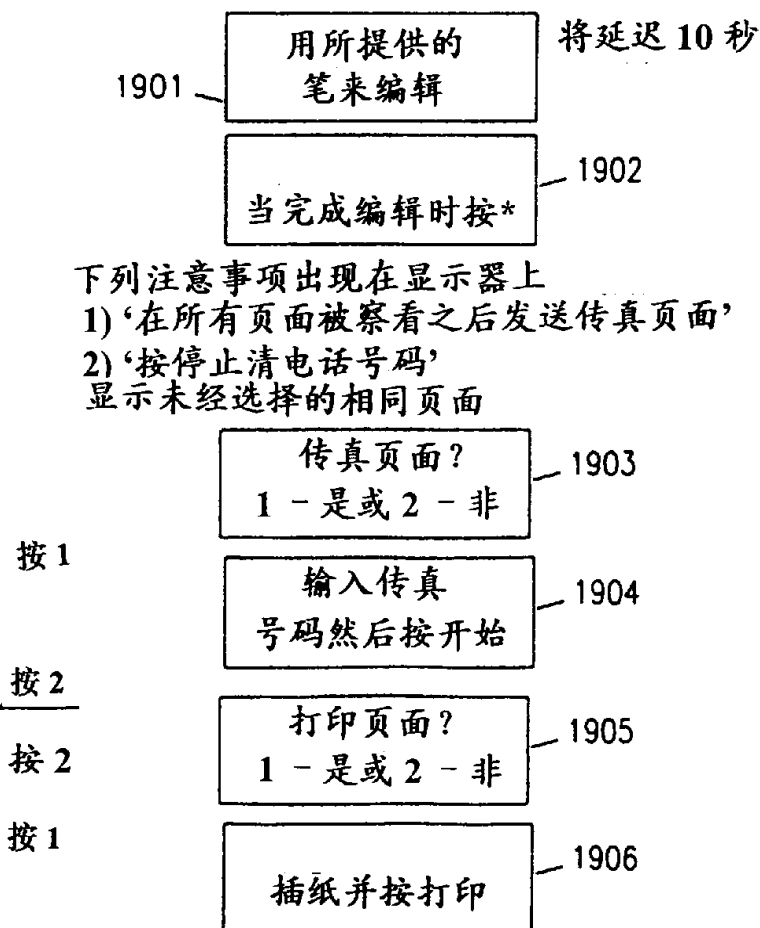 用所提供的
笔来编辑
将延迟 10 秒
1901
1902
当完成编辑时按*
下列注意事项出现在显示器上
1) ‘在所有页面被察看之后发送传真页面’
2) ‘按停止清电话号码’
显示未经选择的相同页面
传真页面?
1 - 是或 2 - 非
1903
按 1
输入传真
号码然后按开始
1904
按 2
打印页面?
1 - 是或 2 - 非
1905
按 2
按 1
插纸并按打印
1906